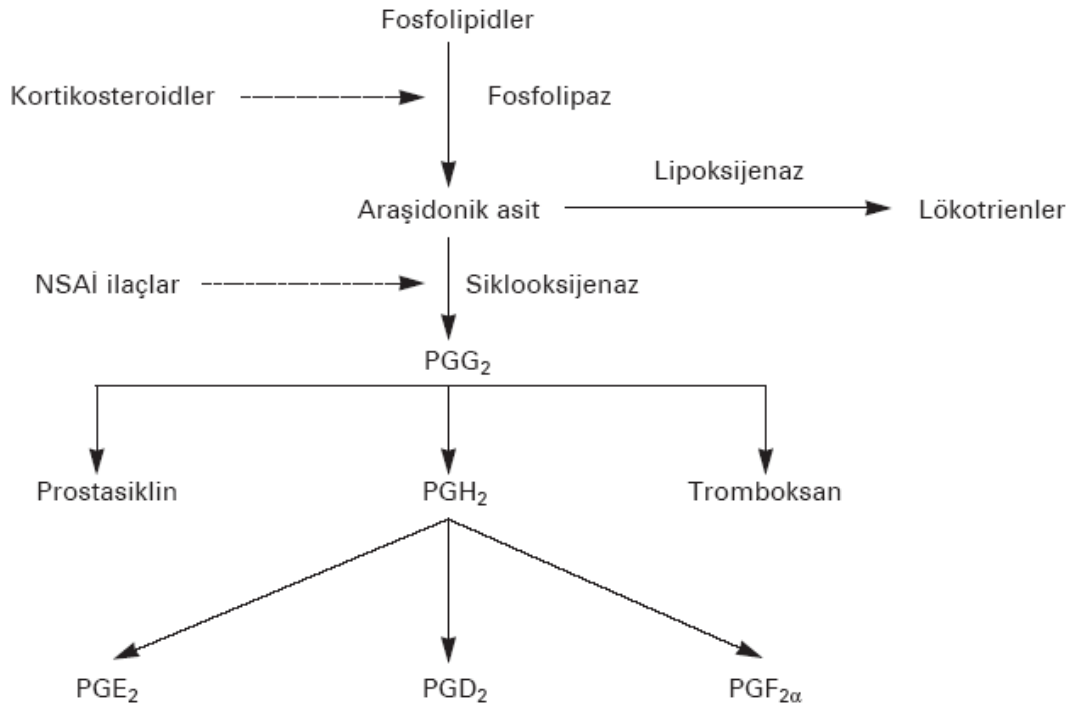 Fosfolipidler
Kortikosteroidler
Fosfolipaz
Lipoksijenaz
Araşidonik asit
Lökotrienler
NSAİ ilaçlar
Siklooksijenaz
PGG₂
Prostasiklin
PGH₂
Tromboksan
PGE₂
PGD₂
PGF₂α